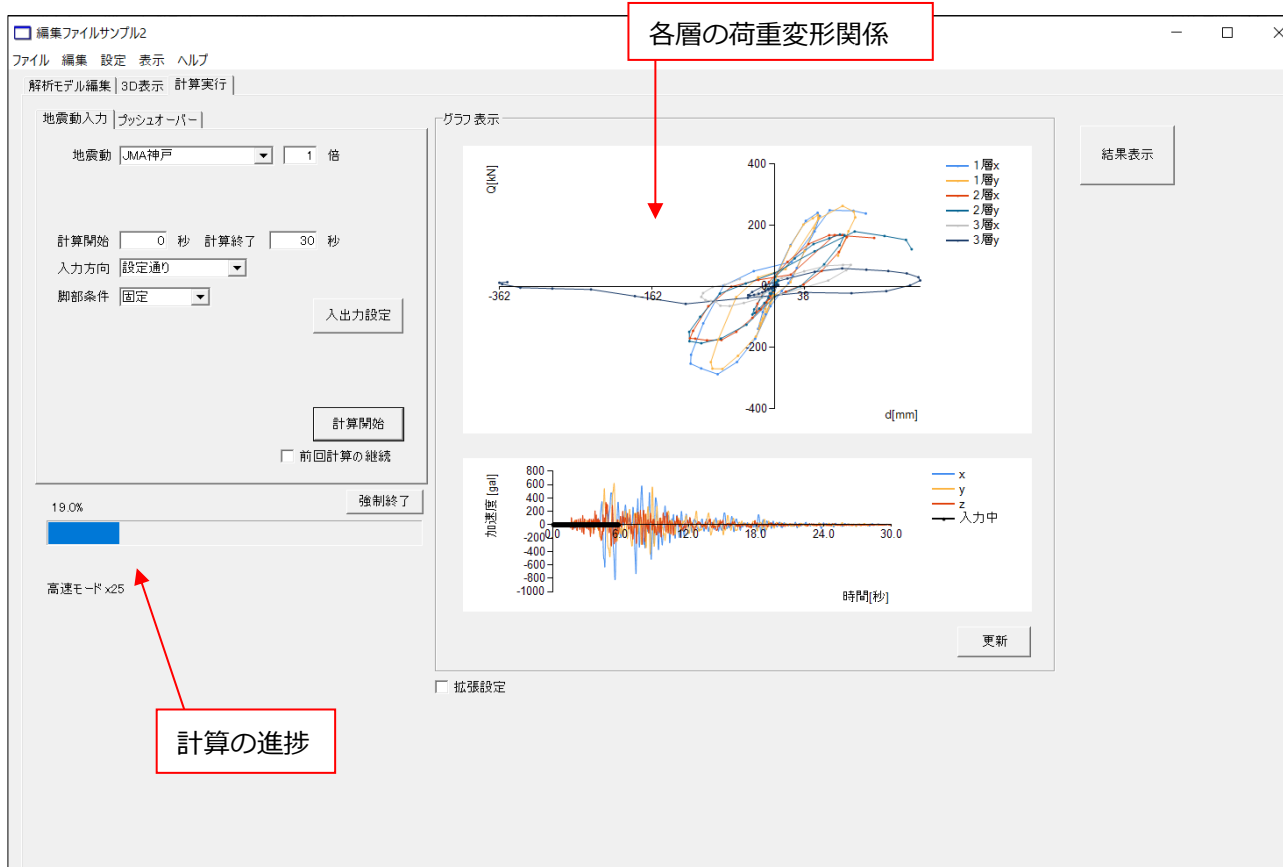 編集ファイルサンプル2
各層の荷重変形関係
ファイル 編集 設定 表示 ヘルプ
解析モデル編集 3D表示 計算実行
地震動入力 プッシュオーバー
地震動 JMA神戸 1 倍
計算開始 0 秒 計算終了 30 秒
入力方向 設定通り
脚部条件 固定
入出力設定
計算開始
前回計算の継続
19.0%
強制終了
高速モード x25
計算の進捗
グラフ表示
Q[kN]
400
200
0
-200
-400
-362
-162
38
d[mm]
1層x
1層y
2層x
2層y
3層x
3層y
加速度 [gal]
800
600
400
200
0
-200
-400
-600
-800
-1000
0.0
6.0
12.0
18.0
24.0
30.0
時間[秒]
x
y
z
入力中
更新
拡張設定
結果表示